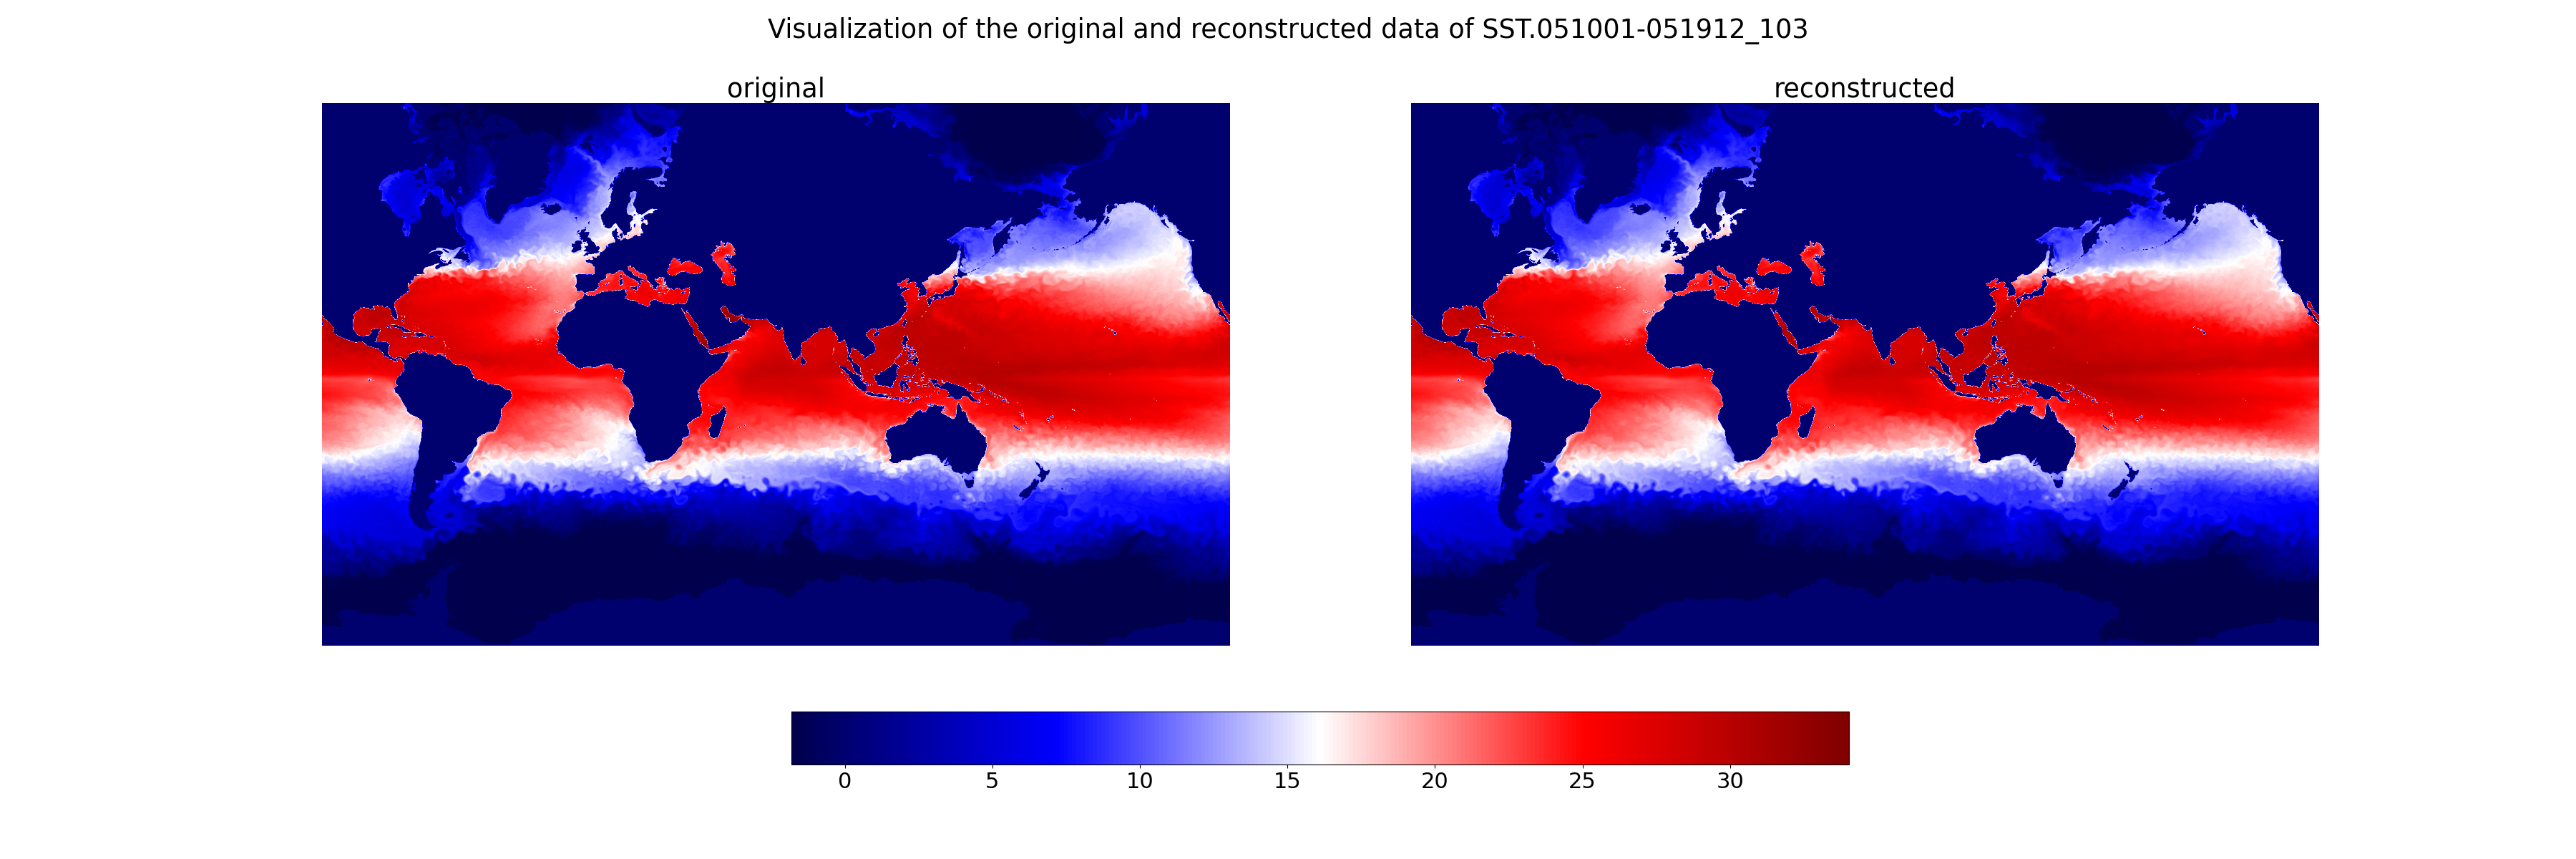 Visualization of the original and reconstructed data of SST.051001-051912_103
original
reconstructed
0 5 10 15 20 25 30